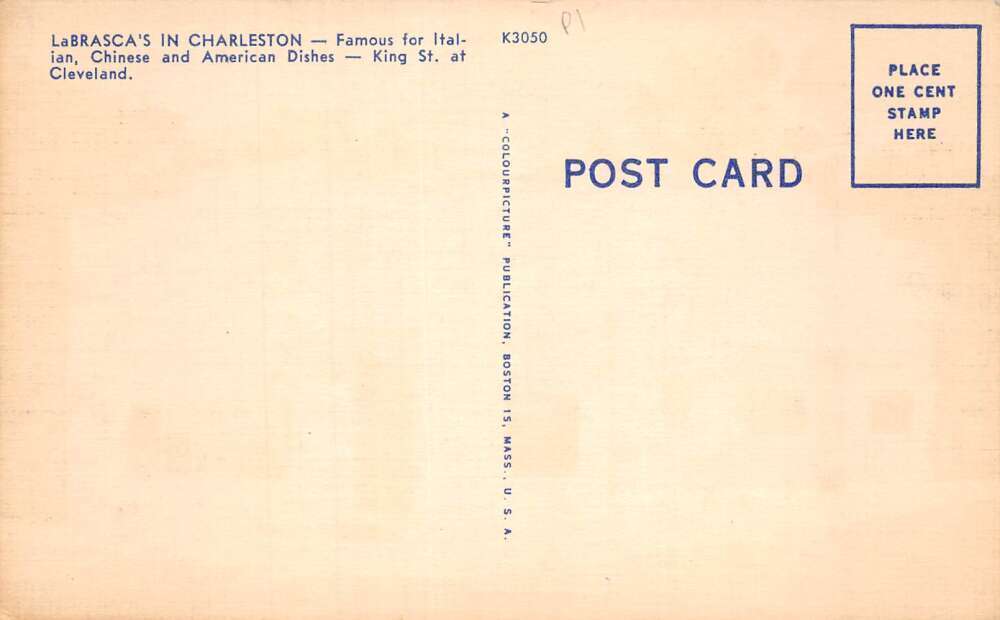 LaBRASCA'S IN CHARLESTON — Famous for Ital-
ian, Chinese and American Dishes — King St. at
Cleveland.
K3050
P1
A "COLOURPICTURE" PUBLICATION, BOSTON 15, MASS., U. S. A.
POST CARD
PLACE
ONE CENT
STAMP
HERE